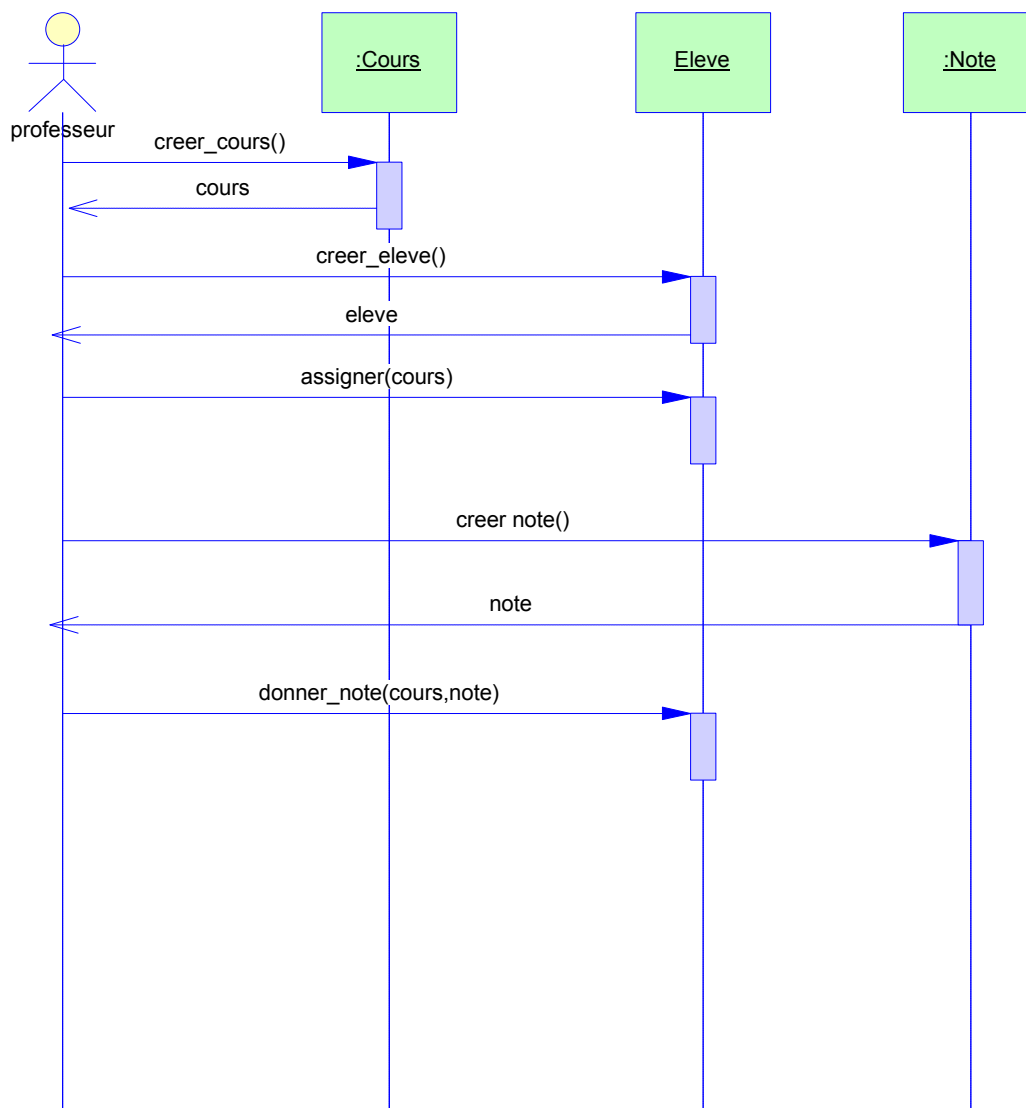 :Cours
Eleve
:Note
professeur
creer_cours()
cours
creer_eleve()
eleve
assigner(cours)
creer note()
note
donner_note(cours,note)